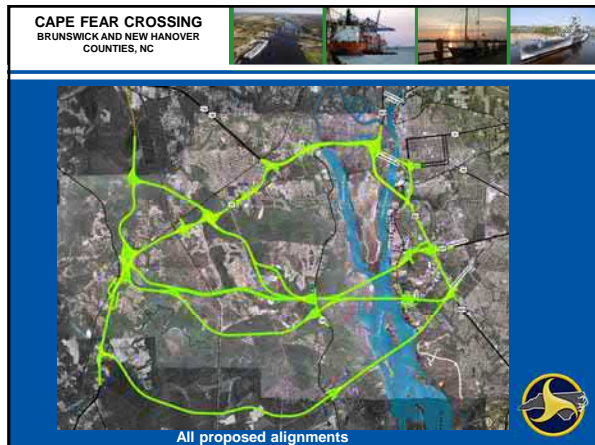 CAPE FEAR CROSSING
BRUNSWICK AND NEW HANOVER
COUNTIES, NC
All proposed alignments